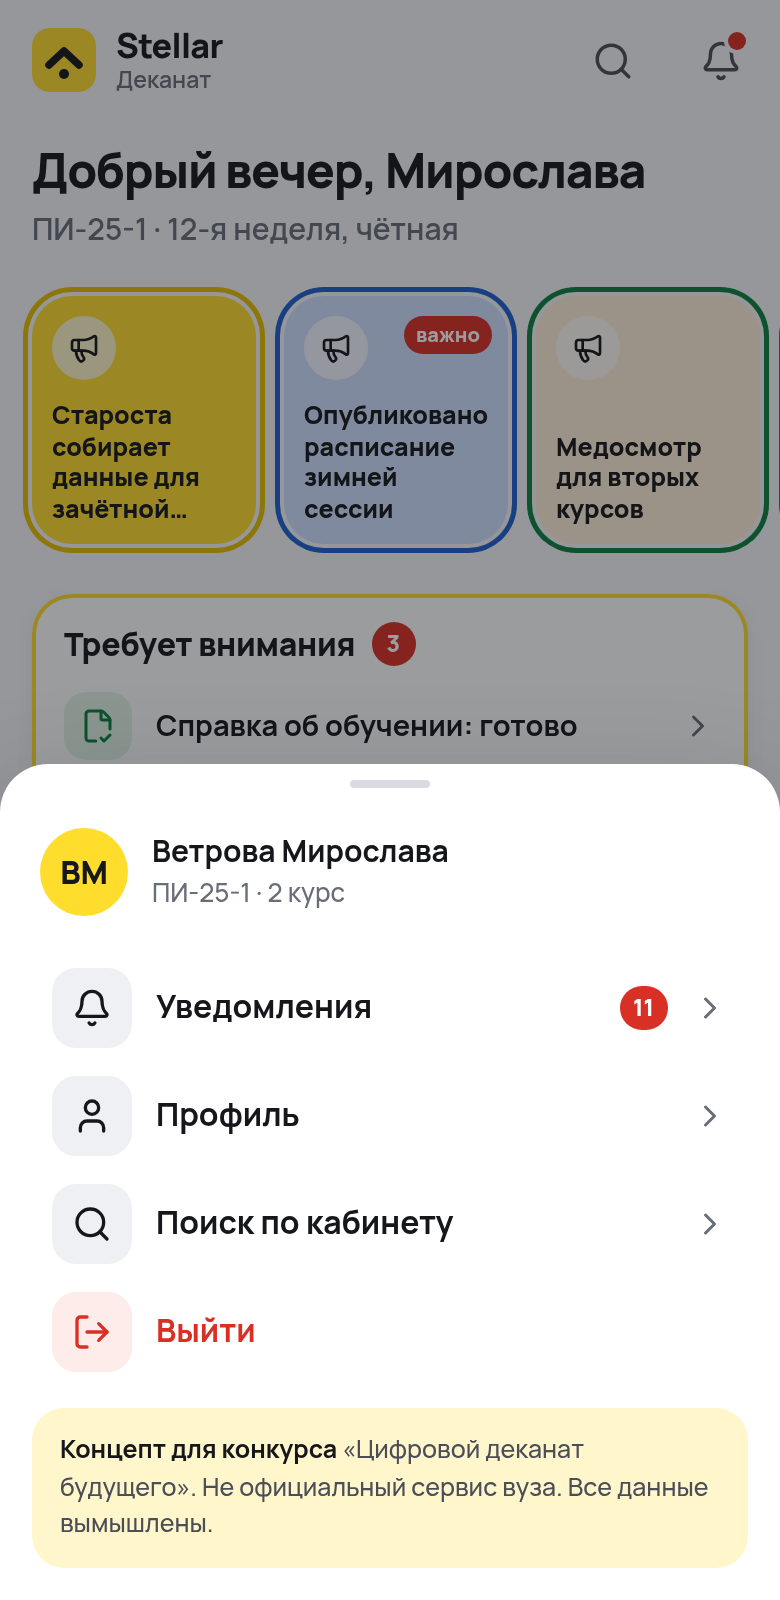 Stellar
Деканат
Добрый вечер, Мирослава
ПИ-25-1 · 12-я неделя, чётная
Староста
собирает
данные для
зачётной…
важно
Опубликовано
расписание
зимней
сессии
Медосмотр
для вторых
курсов
Требует внимания 3
Справка об обучении: готово
ВМ
Ветрова Мирослава
ПИ-25-1 · 2 курс
Уведомления 11
Профиль
Поиск по кабинету
Выйти
Концепт для конкурса «Цифровой деканат
будущего». Не официальный сервис вуза. Все данные
вымышлены.